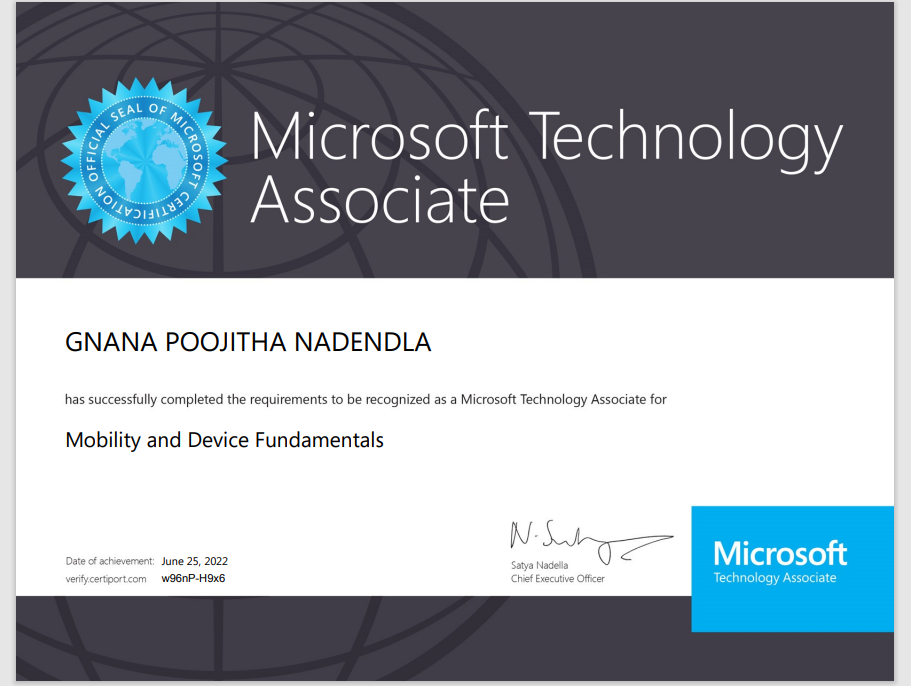 OFFICIAL SEAL OF MICROSOFT CERTIFICATION
Microsoft Technology
Associate
GNANA POOJITHA NADENDLA
has successfully completed the requirements to be recognized as a Microsoft Technology Associate for
Mobility and Device Fundamentals
Date of achievement: June 25, 2022
verify.certiport.com w96nP-H9x6
N. Satya
Satya Nadella
Chief Executive Officer
Microsoft
Technology Associate